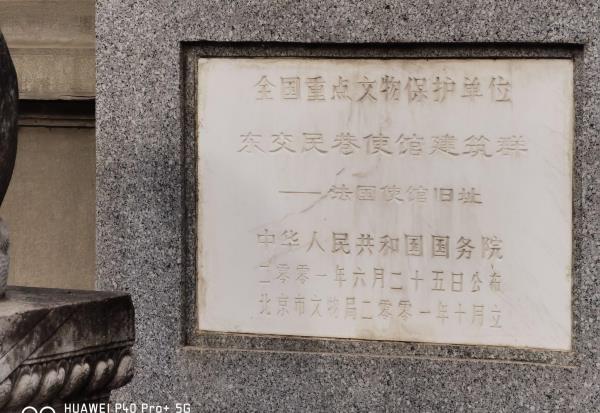 全国重点文物保护单位
东交民巷使馆建筑群
——法国使馆旧址
中华人民共和国国务院
二零零一年六月二十五日公布
北京市文物局二零零一年十月立
HUAWEI P40 Pro+ 5G